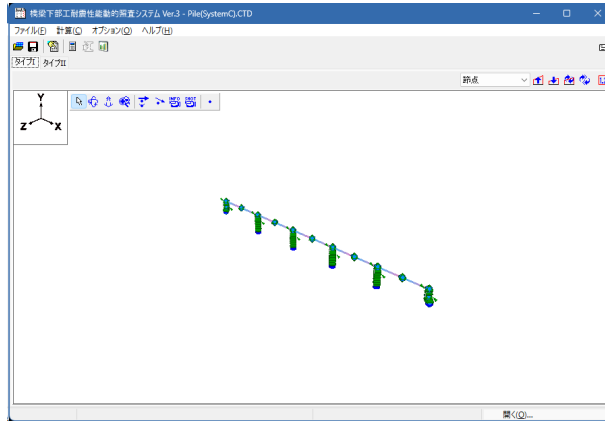 橋梁下部工耐震性能動的照査システム Ver.3 - Pile(SystemC).CTD
ファイル(F) 計算(C) オプション(O) ヘルプ(H)
タイプI タイプII
節点
Y
Z X
INFO
開く(O)...